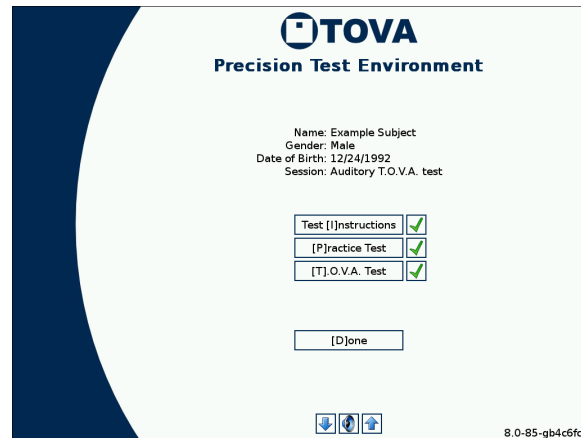 TOVA
Precision Test Environment
Name: Example Subject
Gender: Male
Date of Birth: 12/24/1992
Session: Auditory T.O.V.A. test
Test [I]nstructions
[P]ractice Test
[T].O.V.A. Test
[D]one
8.0-85-gb4c6fc